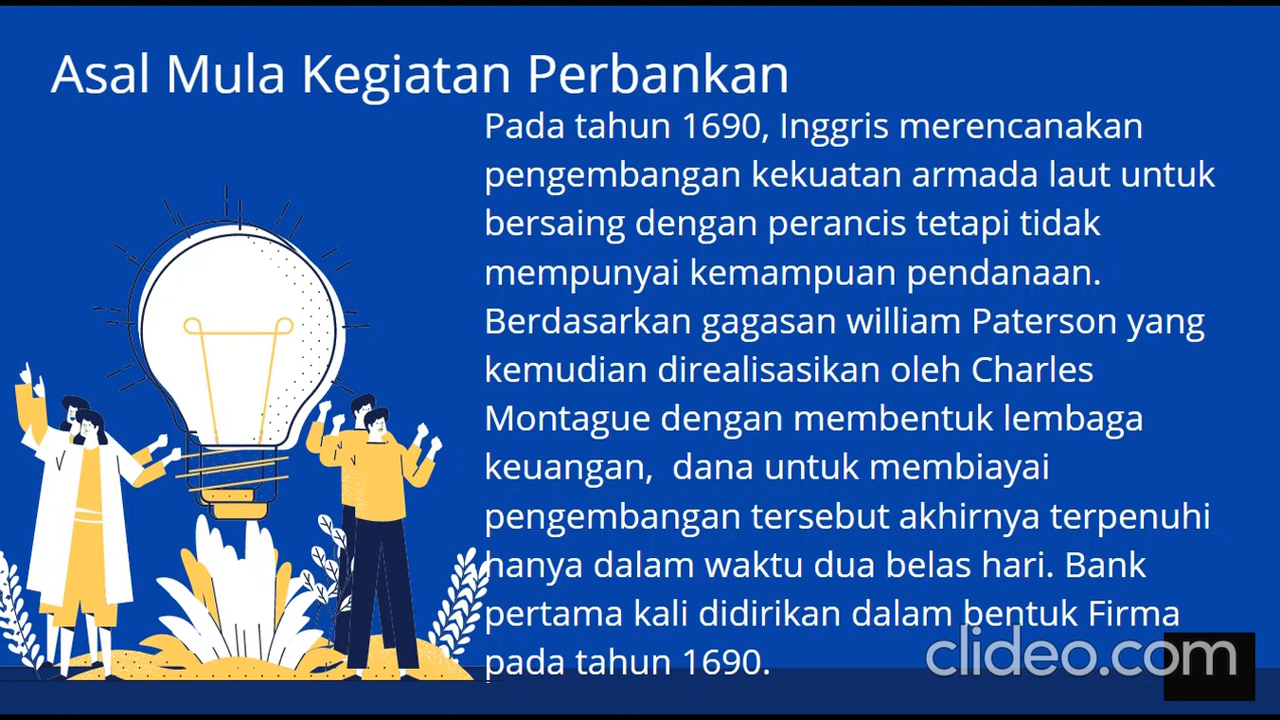 Asal Mula Kegiatan Perbankan
Pada tahun 1690, Inggris merencanakan
pengembangan kekuatan armada laut untuk
bersaing dengan perancis tetapi tidak
mempunyai kemampuan pendanaan.
Berdasarkan gagasan william Paterson yang
kemudian direalisasikan oleh Charles
Montague dengan membentuk lembaga
keuangan,  dana untuk membiayai
pengembangan tersebut akhirnya terpenuhi
hanya dalam waktu dua belas hari. Bank
pertama kali didirikan dalam bentuk Firma
pada tahun 1690.
clideo.com